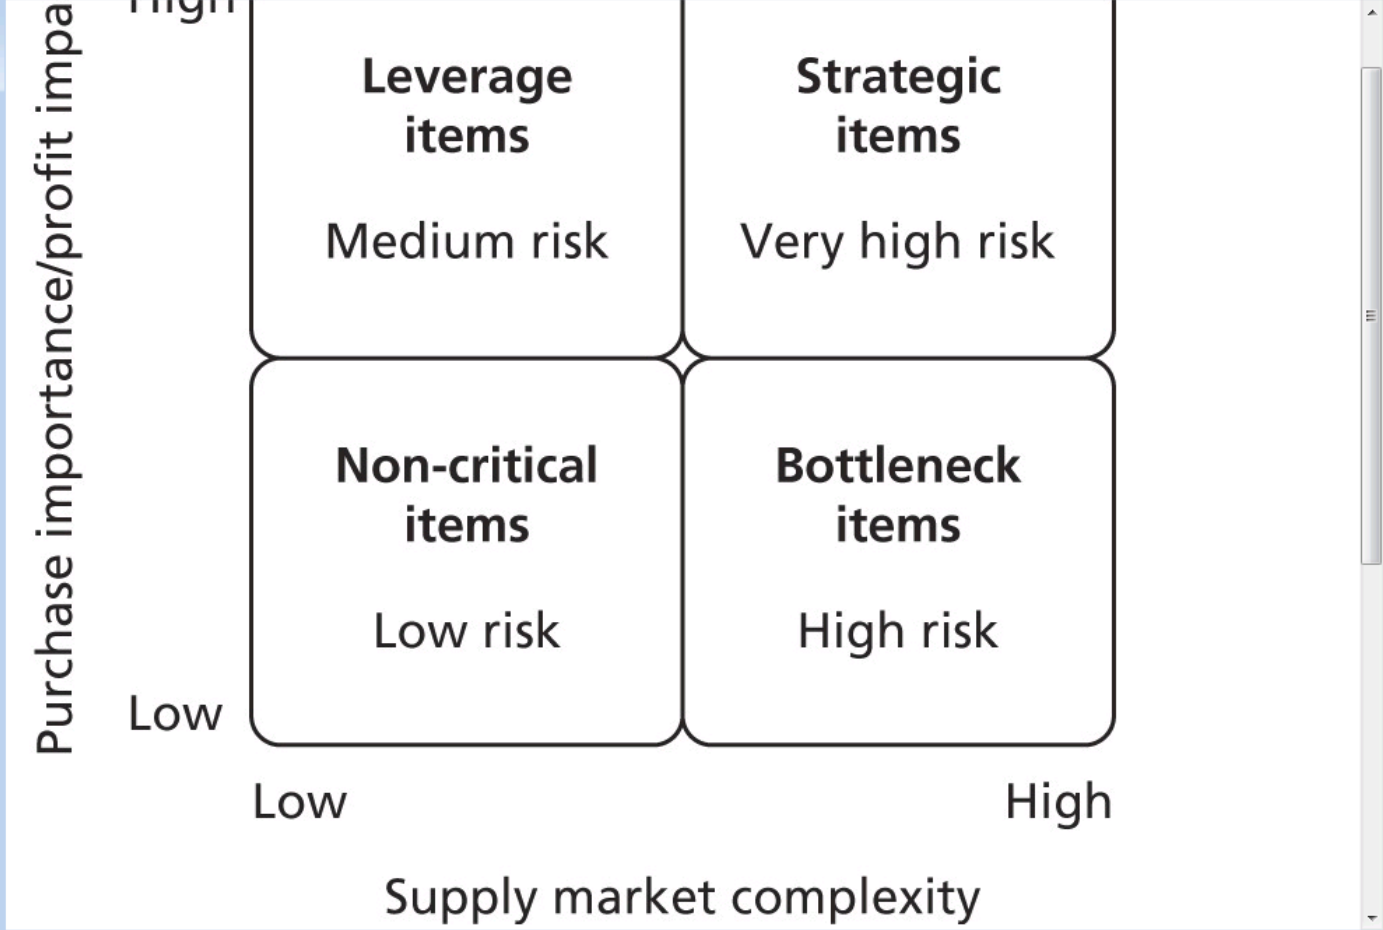 High
Purchase importance/profit impa
Leverage
items
Medium risk
Strategic
items
Very high risk
Non-critical
items
Low risk
Bottleneck
items
High risk
Low
Low
High
Supply market complexity